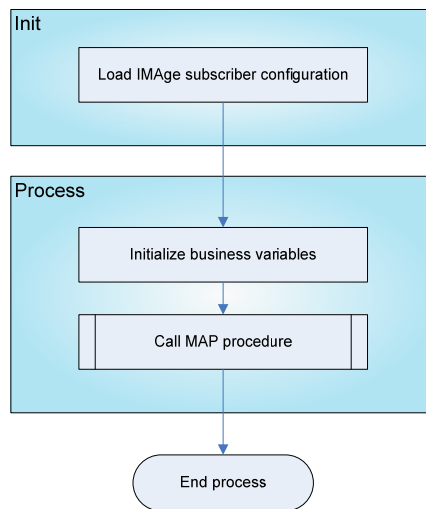 Init
Load IMAge subscriber configuration
Process
Initialize business variables
Call MAP procedure
End process